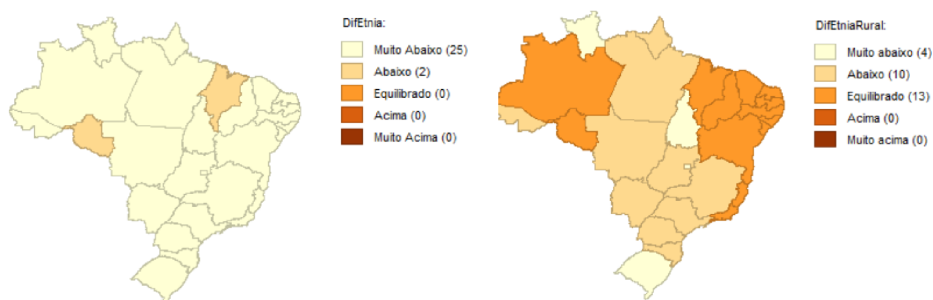 DifEtnia:
Muito Abaixo (25)
Abaixo (2)
Equilibrado (0)
Acima (0)
Muito Acima (0)
DifEtniaRural:
Muito abaixo (4)
Abaixo (10)
Equilibrado (13)
Acima (0)
Muito acima (0)